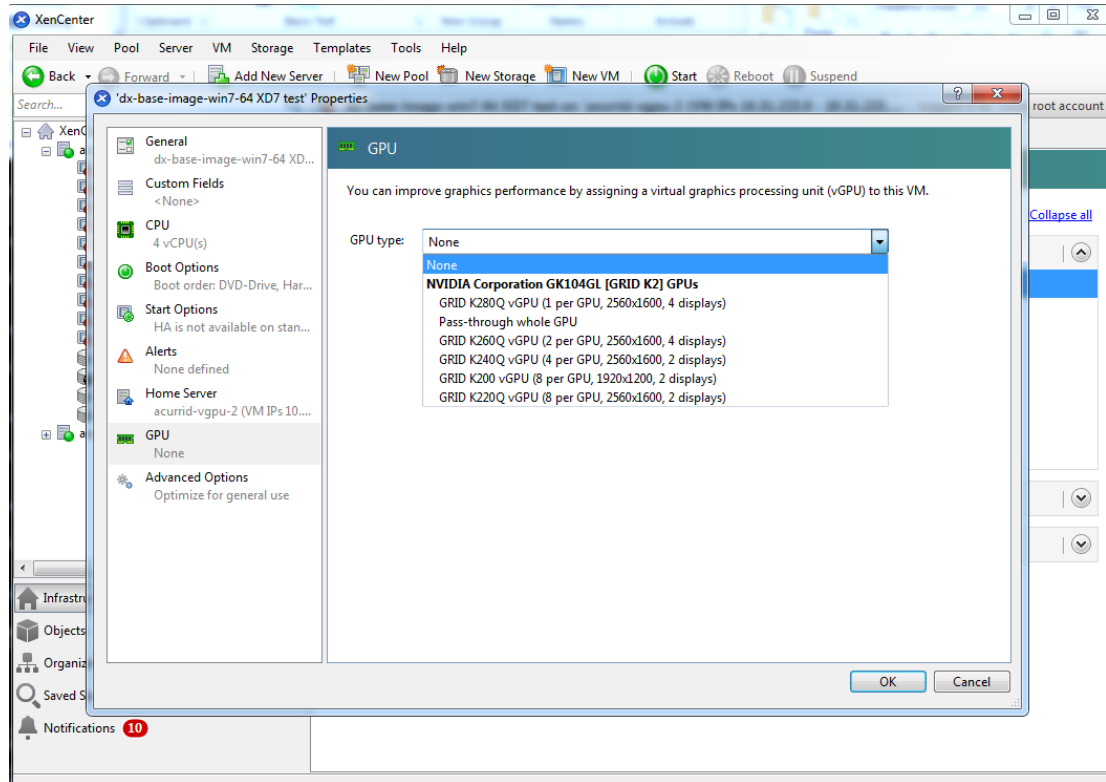 XenCenter
File View Pool Server VM Storage Templates Tools Help
Back Forward Add New Server New Pool New Storage New VM Start Reboot Suspend
Search...
'dx-base-image-win7-64 XD7 test' Properties
?
X
root account
XenC
a
a
Collapse all
General
dx-base-image-win7-64 XD...
Custom Fields
<None>
CPU
4 vCPU(s)
Boot Options
Boot order: DVD-Drive, Har...
Start Options
HA is not available on stan...
Alerts
None defined
Home Server
acurrid-vgpu-2 (VM IPs 10....
GPU
None
Advanced Options
Optimize for general use
GPU
You can improve graphics performance by assigning a virtual graphics processing unit (vGPU) to this VM.
GPU type: None
None
NVIDIA Corporation GK104GL [GRID K2] GPUs
GRID K280Q vGPU (1 per GPU, 2560x1600, 4 displays)
Pass-through whole GPU
GRID K260Q vGPU (2 per GPU, 2560x1600, 4 displays)
GRID K240Q vGPU (4 per GPU, 2560x1600, 2 displays)
GRID K200 vGPU (8 per GPU, 1920x1200, 2 displays)
GRID K220Q vGPU (8 per GPU, 2560x1600, 2 displays)
OK Cancel
Infrastru
Objects
Organiz
Saved S
Notifications 10